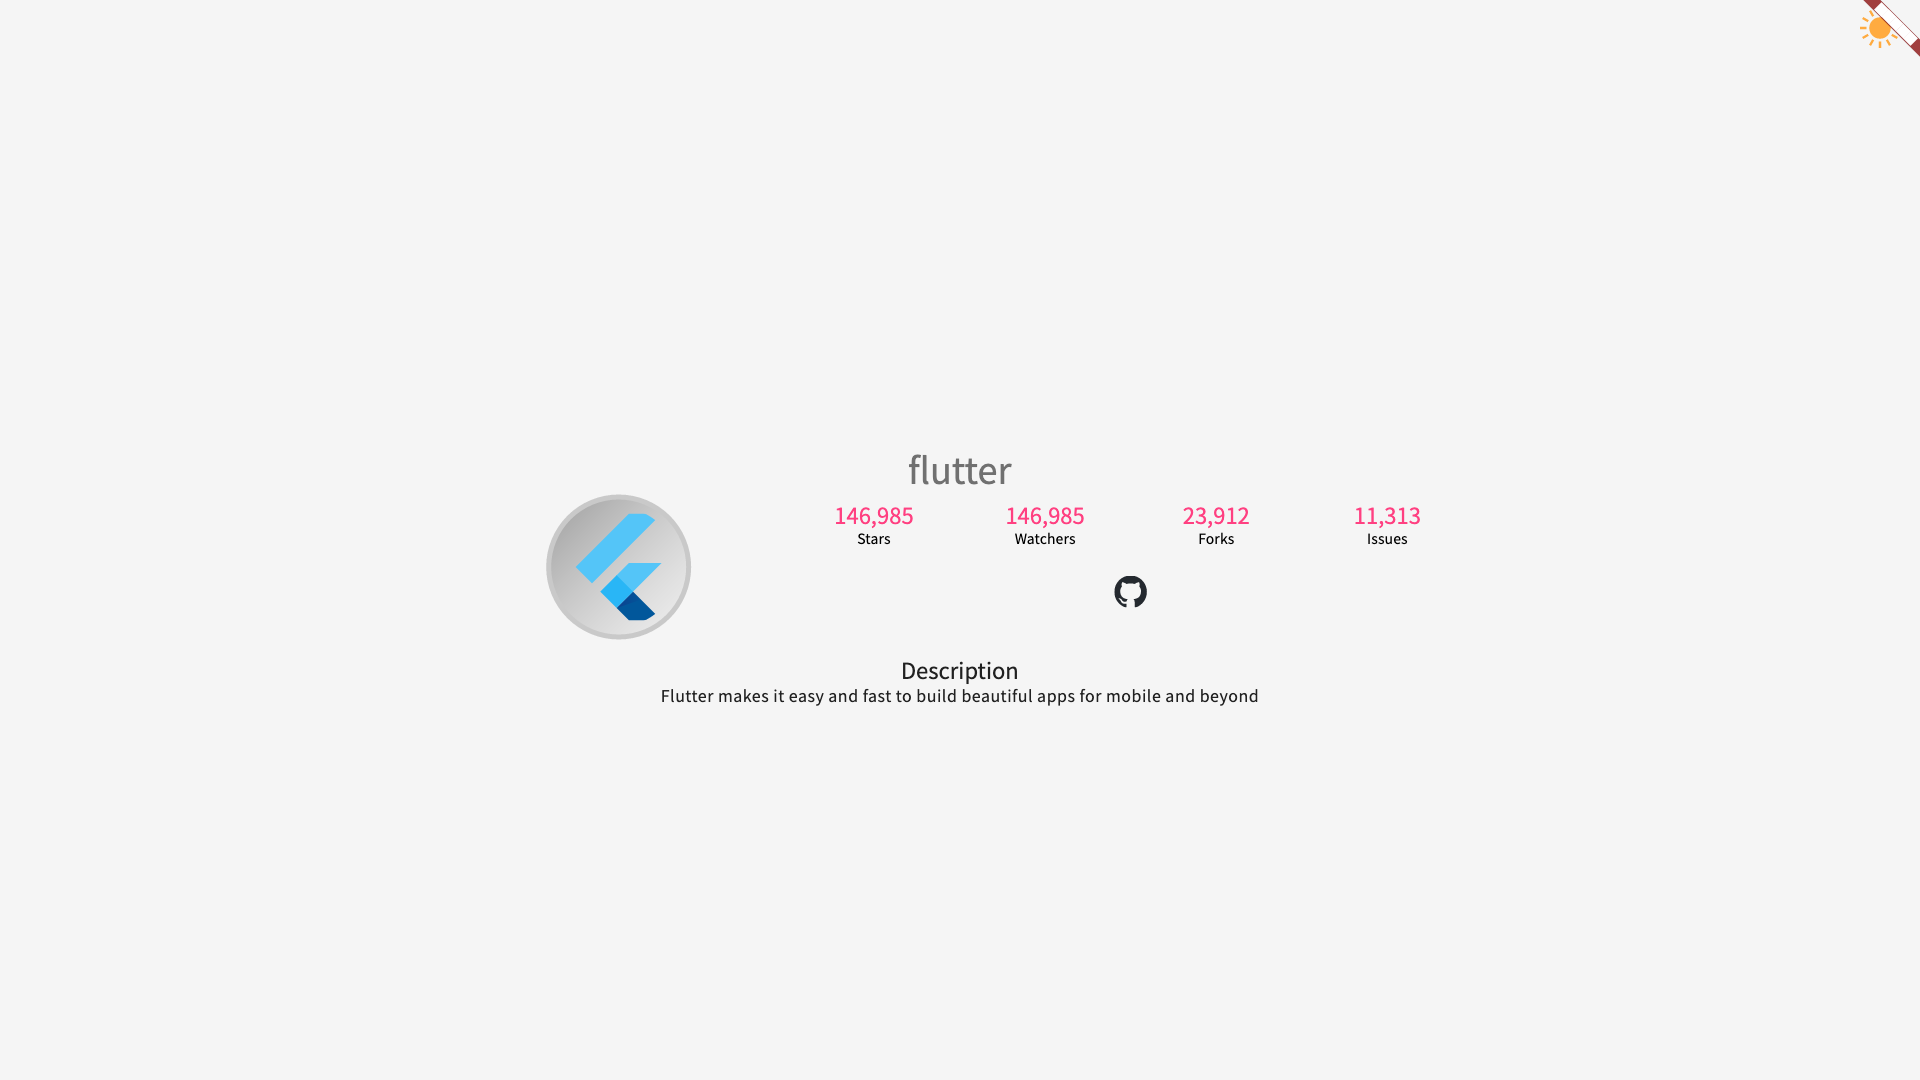 flutter
146,985 146,985 23,912 11,313
Stars Watchers Forks Issues
Description
Flutter makes it easy and fast to build beautiful apps for mobile and beyond